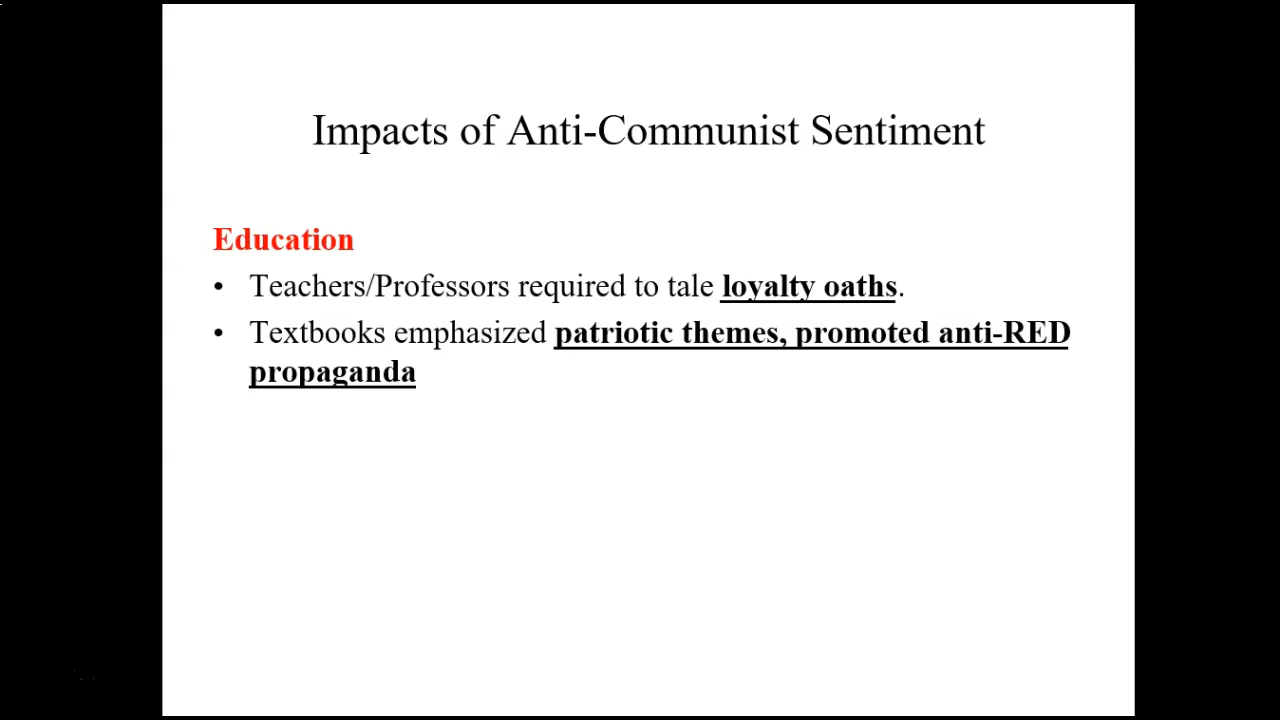 Impacts of Anti-Communist Sentiment
Education
• Teachers/Professors required to tale loyalty oaths.
• Textbooks emphasized patriotic themes, promoted anti-RED
propaganda